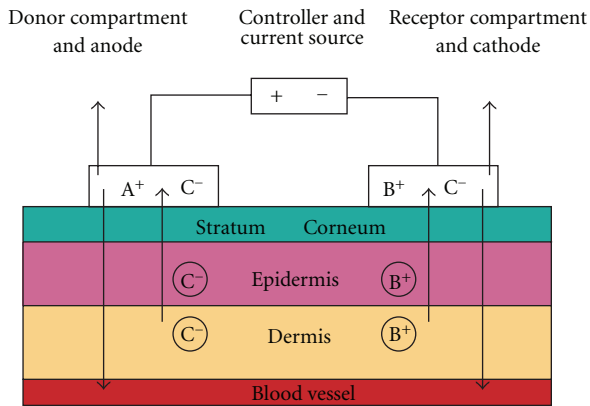 Donor compartment
and anode
Controller and
current source
Receptor compartment
and cathode
+ −
A⁺ C⁻
B⁺ C⁻
Stratum Corneum
C⁻ Epidermis B⁺
C⁻ Dermis B⁺
Blood vessel